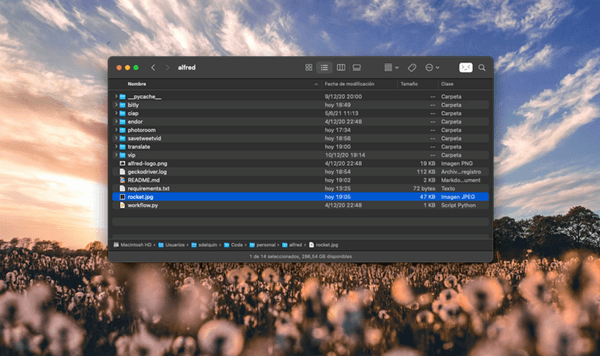 alfred
Nombre Fecha de modificación Tamaño Clase
__pycache__ 9/12/20 20:00 -- Carpeta
bitly hoy 18:49 -- Carpeta
clap 5/6/21 11:13 -- Carpeta
endor 4/12/20 22:48 -- Carpeta
photoroom hoy 17:34 -- Carpeta
savetweetvid hoy 18:56 -- Carpeta
translate hoy 19:00 -- Carpeta
vip 10/12/20 19:14 -- Carpeta
alfred-logo.png 4/12/20 22:48 19 KB Imagen PNG
geckodriver.log hoy 18:54 112 KB Archiv...registro
README.md hoy 19:02 2 KB Markdo...ument
requirements.txt hoy 13:25 72 bytes Texto
rocket.jpg hoy 19:05 47 KB Imagen JPEG
workflow.py 4/12/20 22:48 1 KB Script Python
Macintosh HD Usuarios sdelquin Code personal alfred rocket.jpg
1 de 14 seleccionados, 286,54 GB disponibles